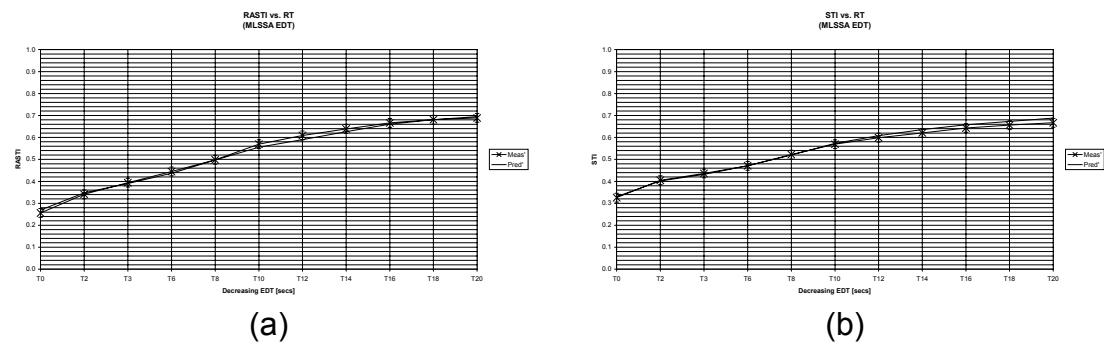 RASTI vs. RT
(MLSSA EDT)
1.0
0.9
0.8
0.7
0.6
0.5
0.4
0.3
0.2
0.1
0.0
RASTI
T0 T2 T3 T6 T8 T10 T12 T14 T16 T18 T20
Decreasing EDT [secs]
Meas'
Pred'
(a)
STI vs. RT
(MLSSA EDT)
1.0
0.9
0.8
0.7
0.6
0.5
0.4
0.3
0.2
0.1
0.0
STI
T0 T2 T3 T6 T8 T10 T12 T14 T16 T18 T20
Decreasing EDT [secs]
Meas'
Pred'
(b)